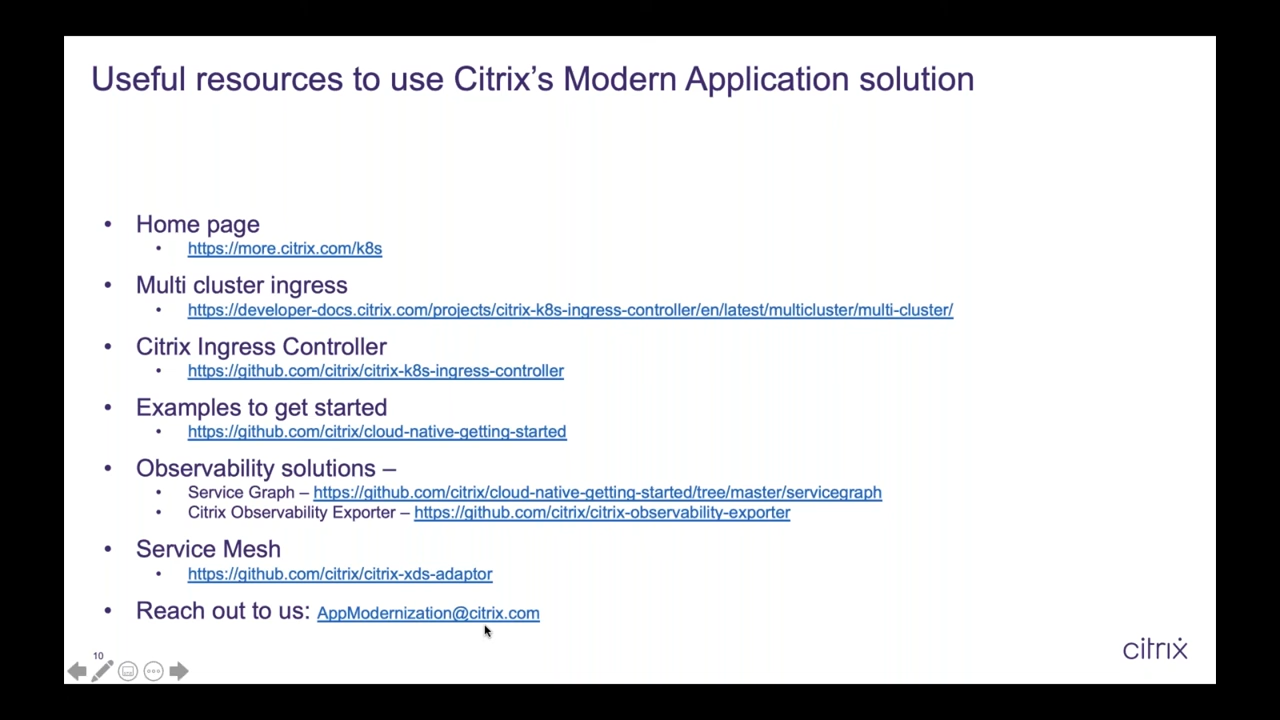 Useful resources to use Citrix's Modern Application solution
• Home page
• https://more.citrix.com/k8s
• Multi cluster ingress
• https://developer-docs.citrix.com/projects/citrix-k8s-ingress-controller/en/latest/multicluster/multi-cluster/
• Citrix Ingress Controller
• https://github.com/citrix/citrix-k8s-ingress-controller
• Examples to get started
• https://github.com/citrix/cloud-native-getting-started
• Observability solutions –
• Service Graph – https://github.com/citrix/cloud-native-getting-started/tree/master/servicegraph
• Citrix Observability Exporter – https://github.com/citrix/citrix-observability-exporter
• Service Mesh
• https://github.com/citrix/citrix-xds-adaptor
• Reach out to us: AppModernization@citrix.com
10
citrix